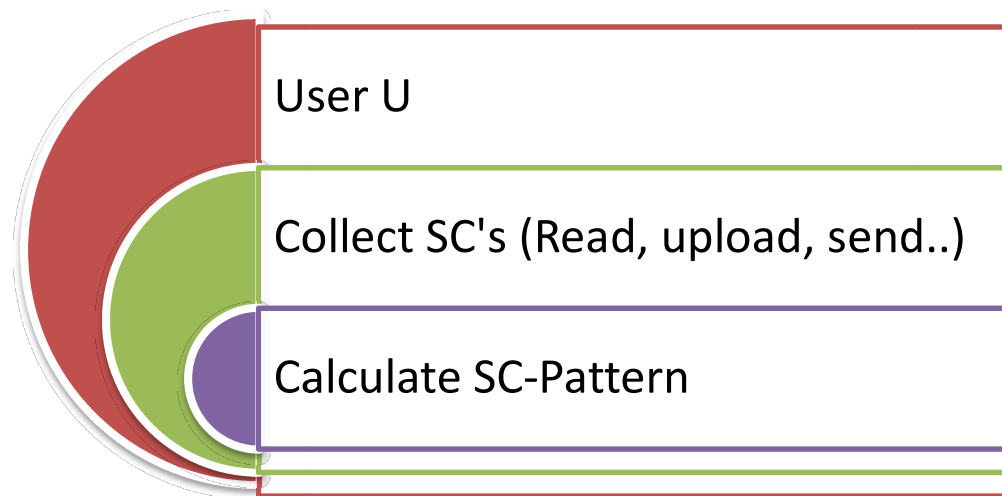 User U
Collect SC's (Read, upload, send..)
Calculate SC-Pattern